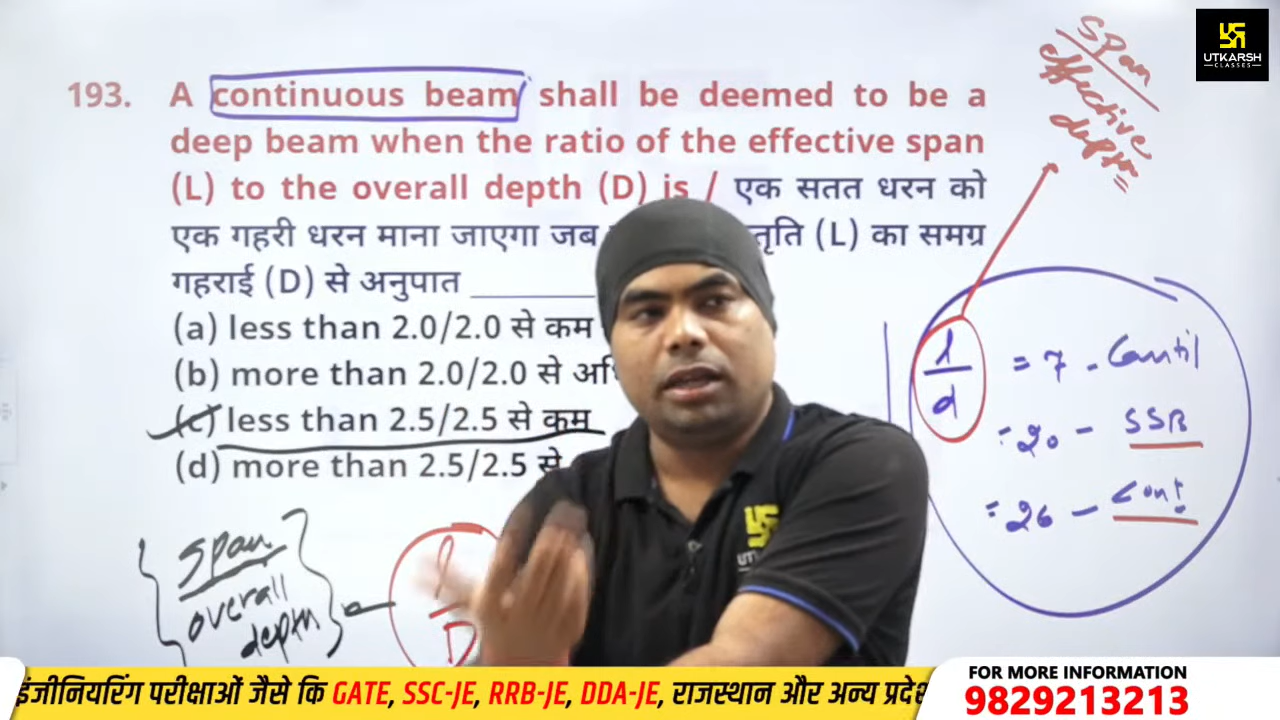 UTKARSH
CLASSES
span
effective
depth
193. A continuous beam shall be deemed to be a
deep beam when the ratio of the effective span
(L) to the overall depth (D) is / एक सतत धरन को
एक गहरी धरन माना जाएगा जब (L) का समग्र
गहराई (D) से अनुपात ________
(a) less than 2.0/2.0 से कम
(b) more than 2.0/2.0 से
(c) less than 2.5/2.5 से कम
(d) more than 2.5/2.5 से
l/d = 7 - Cantil
= 20 - SSB
= 26 - Cont.
span
overall
depth
l
D
इंजीनियरिंग परीक्षाओं जैसे कि GATE, SSC-JE, RRB-JE, DDA-JE, राजस्थान और अन्य
FOR MORE INFORMATION
9829213213